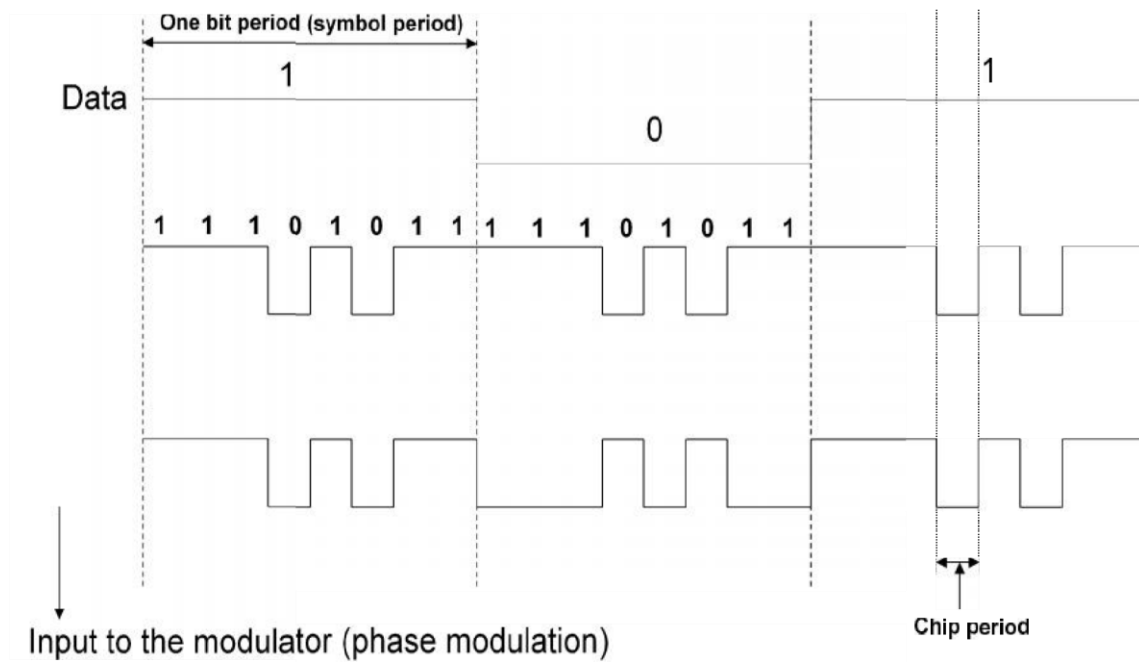 One bit period (symbol period)
1
1
Data
0
1 1 1 0 1 0 1 1 1 1 1 0 1 0 1 1
Chip period
Input to the modulator (phase modulation)